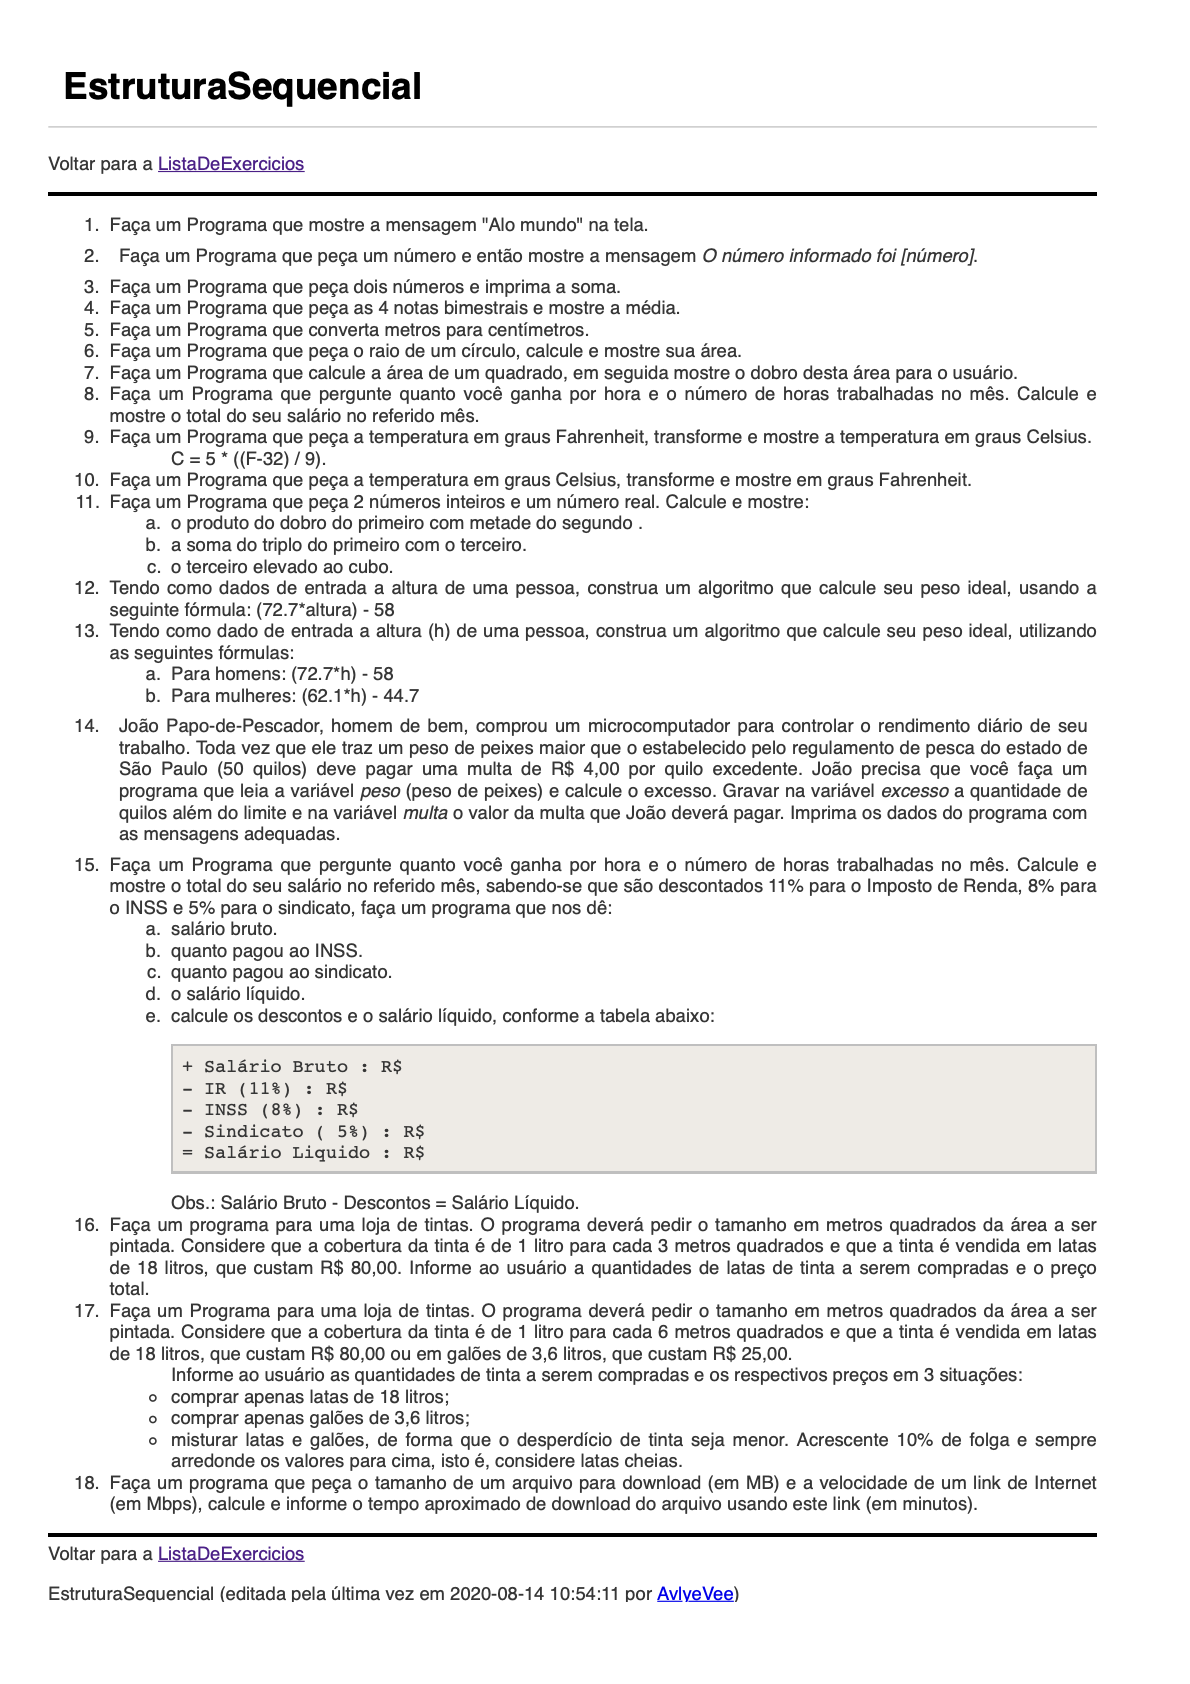 EstruturaSequencial
Voltar para a ListaDeExercicios
1. Faça um Programa que mostre a mensagem "Alo mundo" na tela.
2. Faça um Programa que peça um número e então mostre a mensagem O número informado foi [número].
3. Faça um Programa que peça dois números e imprima a soma.
4. Faça um Programa que peça as 4 notas bimestrais e mostre a média.
5. Faça um Programa que converta metros para centímetros.
6. Faça um Programa que peça o raio de um círculo, calcule e mostre sua área.
7. Faça um Programa que calcule a área de um quadrado, em seguida mostre o dobro desta área para o usuário.
8. Faça um Programa que pergunte quanto você ganha por hora e o número de horas trabalhadas no mês. Calcule e
mostre o total do seu salário no referido mês.
9. Faça um Programa que peça a temperatura em graus Fahrenheit, transforme e mostre a temperatura em graus Celsius.
C = 5 * ((F-32) / 9).
10. Faça um Programa que peça a temperatura em graus Celsius, transforme e mostre em graus Fahrenheit.
11. Faça um Programa que peça 2 números inteiros e um número real. Calcule e mostre:
a. o produto do dobro do primeiro com metade do segundo .
b. a soma do triplo do primeiro com o terceiro.
c. o terceiro elevado ao cubo.
12. Tendo como dados de entrada a altura de uma pessoa, construa um algoritmo que calcule seu peso ideal, usando a
seguinte fórmula: (72.7*altura) - 58
13. Tendo como dado de entrada a altura (h) de uma pessoa, construa um algoritmo que calcule seu peso ideal, utilizando
as seguintes fórmulas:
a. Para homens: (72.7*h) - 58
b. Para mulheres: (62.1*h) - 44.7
14. João Papo-de-Pescador, homem de bem, comprou um microcomputador para controlar o rendimento diário de seu
trabalho. Toda vez que ele traz um peso de peixes maior que o estabelecido pelo regulamento de pesca do estado de
São Paulo (50 quilos) deve pagar uma multa de R$ 4,00 por quilo excedente. João precisa que você faça um
programa que leia a variável peso (peso de peixes) e calcule o excesso. Gravar na variável excesso a quantidade de
quilos além do limite e na variável multa o valor da multa que João deverá pagar. Imprima os dados do programa com
as mensagens adequadas.
15. Faça um Programa que pergunte quanto você ganha por hora e o número de horas trabalhadas no mês. Calcule e
mostre o total do seu salário no referido mês, sabendo-se que são descontados 11% para o Imposto de Renda, 8% para
o INSS e 5% para o sindicato, faça um programa que nos dê:
a. salário bruto.
b. quanto pagou ao INSS.
c. quanto pagou ao sindicato.
d. o salário líquido.
e. calcule os descontos e o salário líquido, conforme a tabela abaixo:
+ Salário Bruto : R$
- IR (11%) : R$
- INSS (8%) : R$
- Sindicato ( 5%) : R$
= Salário Liquido : R$
Obs.: Salário Bruto - Descontos = Salário Líquido.
16. Faça um programa para uma loja de tintas. O programa deverá pedir o tamanho em metros quadrados da área a ser
pintada. Considere que a cobertura da tinta é de 1 litro para cada 3 metros quadrados e que a tinta é vendida em latas
de 18 litros, que custam R$ 80,00. Informe ao usuário a quantidades de latas de tinta a serem compradas e o preço
total.
17. Faça um Programa para uma loja de tintas. O programa deverá pedir o tamanho em metros quadrados da área a ser
pintada. Considere que a cobertura da tinta é de 1 litro para cada 6 metros quadrados e que a tinta é vendida em latas
de 18 litros, que custam R$ 80,00 ou em galões de 3,6 litros, que custam R$ 25,00.
Informe ao usuário as quantidades de tinta a serem compradas e os respectivos preços em 3 situações:
comprar apenas latas de 18 litros;
comprar apenas galões de 3,6 litros;
misturar latas e galões, de forma que o desperdício de tinta seja menor. Acrescente 10% de folga e sempre
arredonde os valores para cima, isto é, considere latas cheias.
18. Faça um programa que peça o tamanho de um arquivo para download (em MB) e a velocidade de um link de Internet
(em Mbps), calcule e informe o tempo aproximado de download do arquivo usando este link (em minutos).
Voltar para a ListaDeExercicios
EstruturaSequencial (editada pela última vez em 2020-08-14 10:54:11 por AvlyeVee)